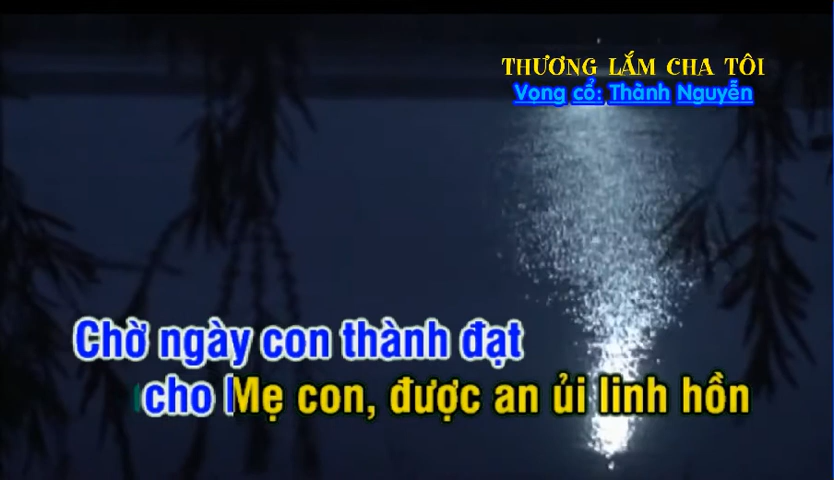 THƯƠNG LẮM CHA TÔI
Vọng cổ: Thành Nguyễn
Chờ ngày con thành đạt
cho Mẹ con, được an ủi linh hồn